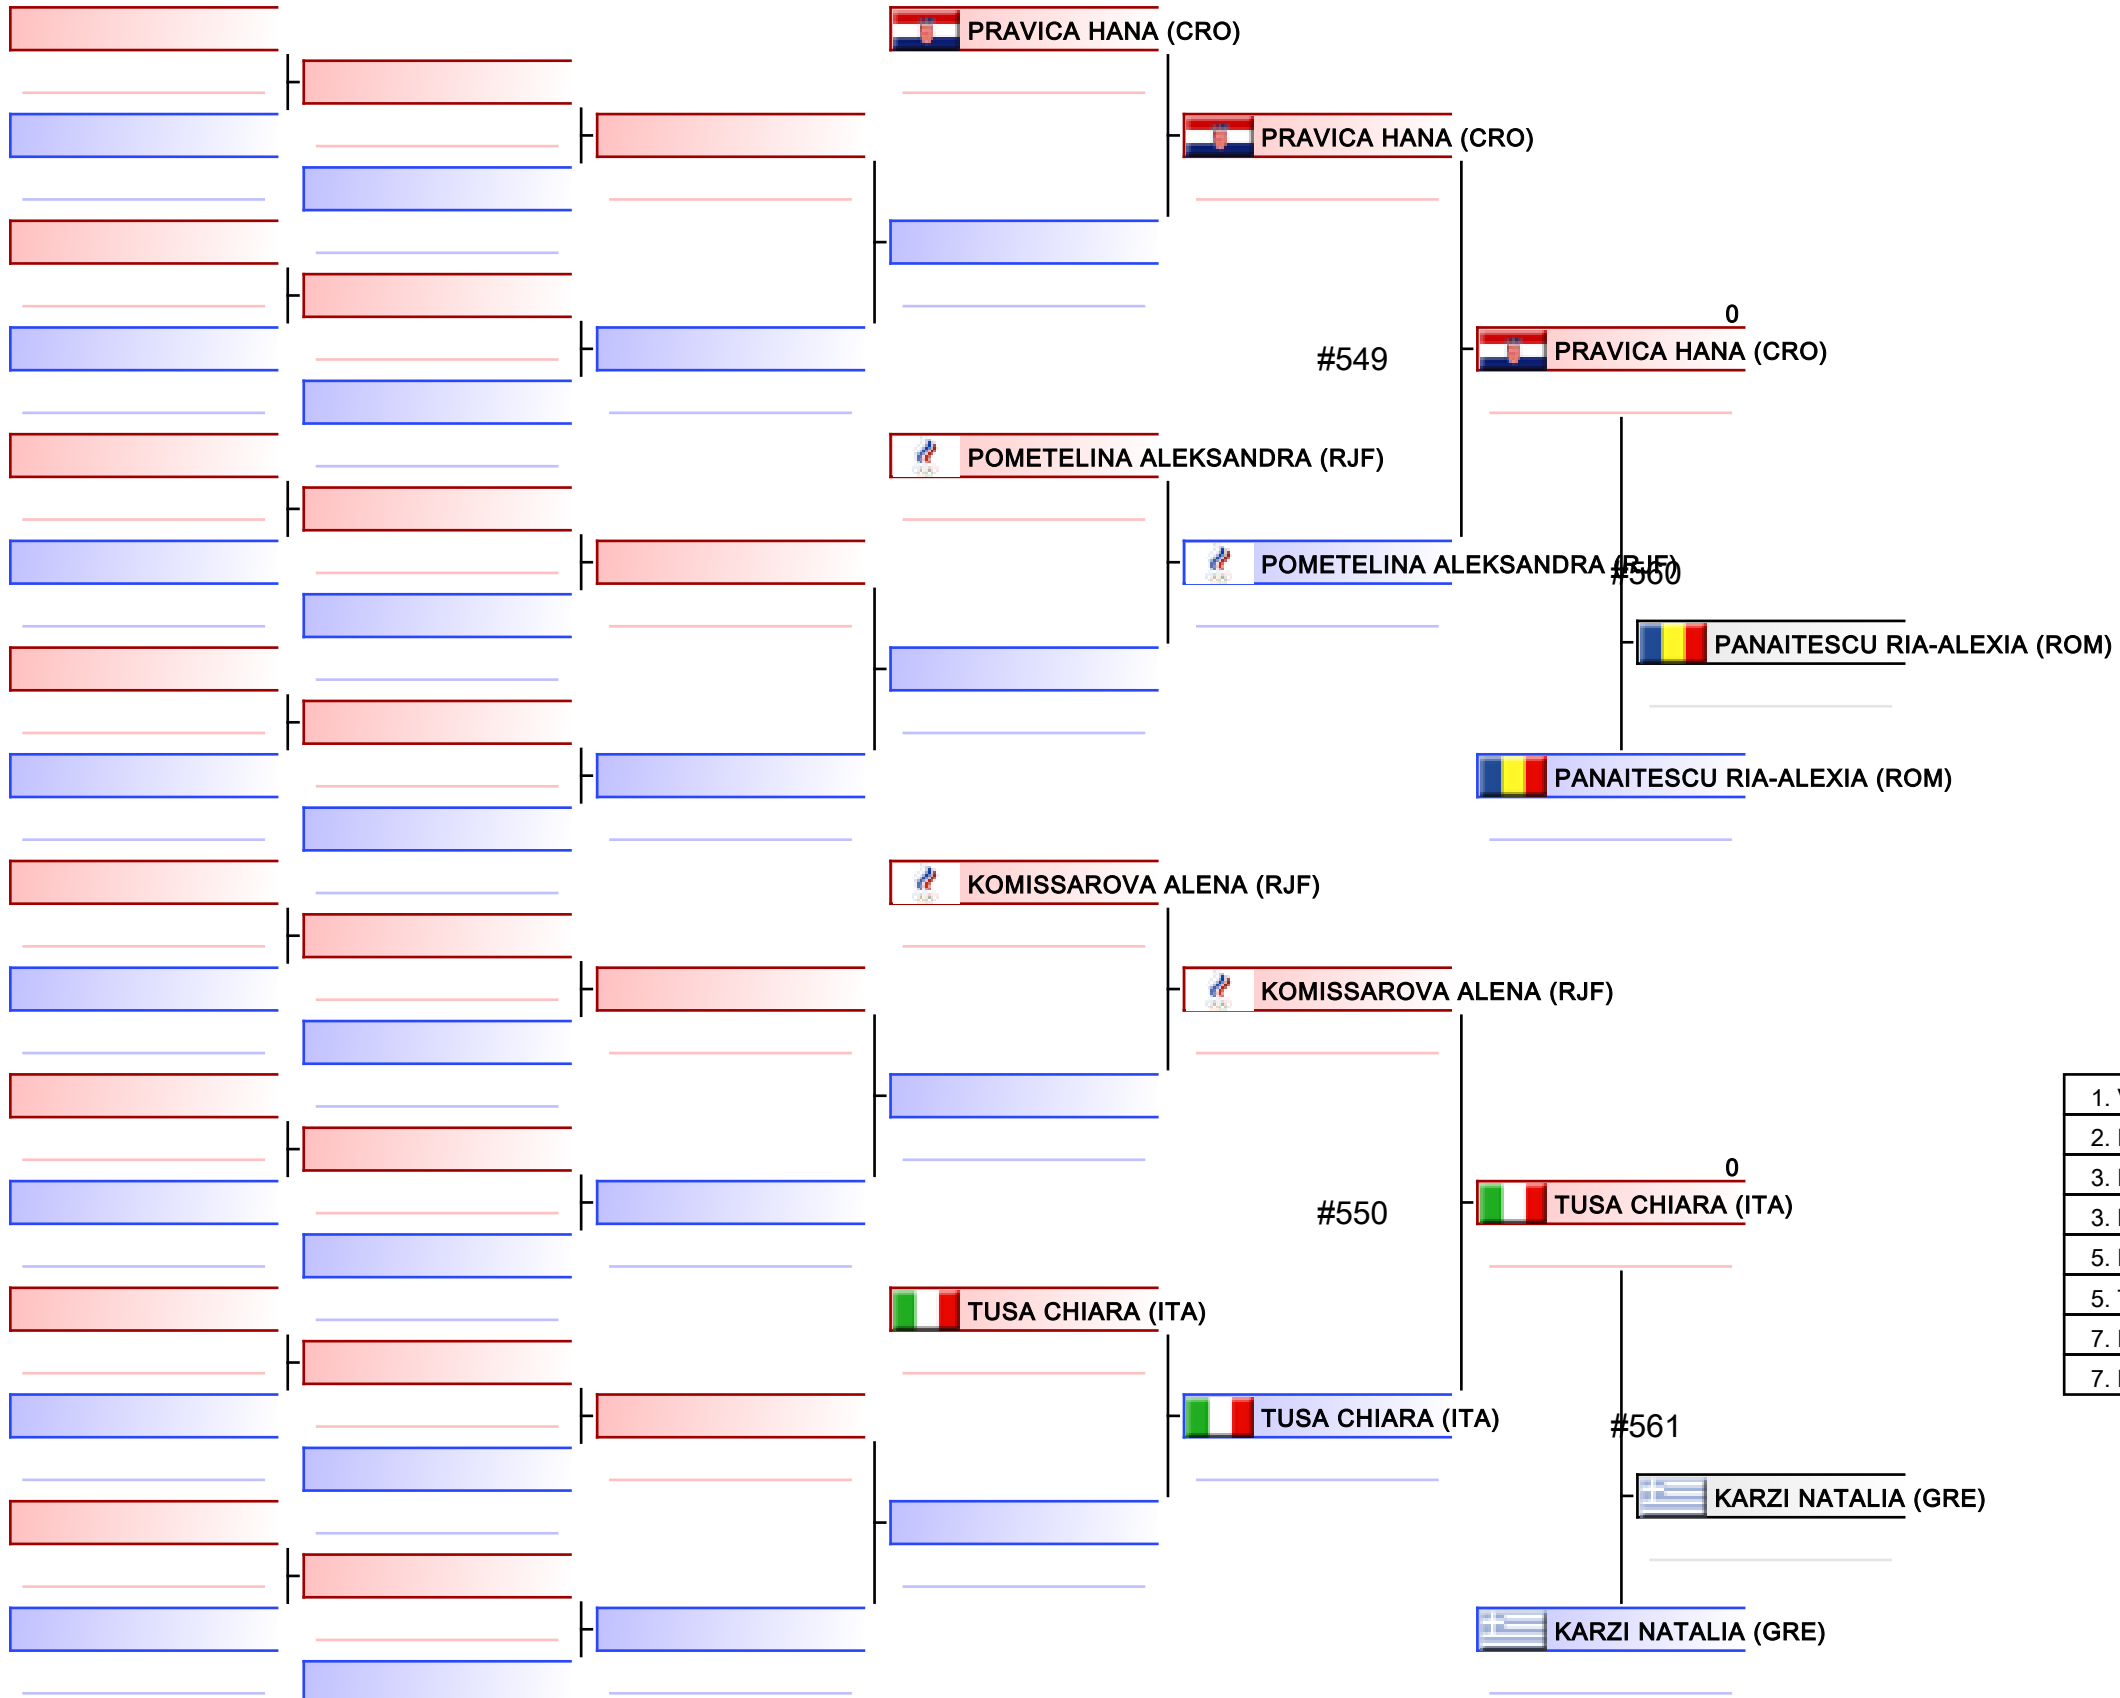 PRAVICA HANA (CRO)
PRAVICA HANA (CRO)
0
PRAVICA HANA (CRO)
#549
POMETELINA ALEKSANDRA (RJF)
POMETELINA ALEKSANDRA (RJF)
#560
PANAITESCU RIA-ALEXIA (ROM)
PANAITESCU RIA-ALEXIA (ROM)
KOMISSAROVA ALENA (RJF)
KOMISSAROVA ALENA (RJF)
1.
2.
3.
0
TUSA CHIARA (ITA)
#550
3.
5.
5.
TUSA CHIARA (ITA)
7.
7.
TUSA CHIARA (ITA)
#561
KARZI NATALIA (GRE)
KARZI NATALIA (GRE)